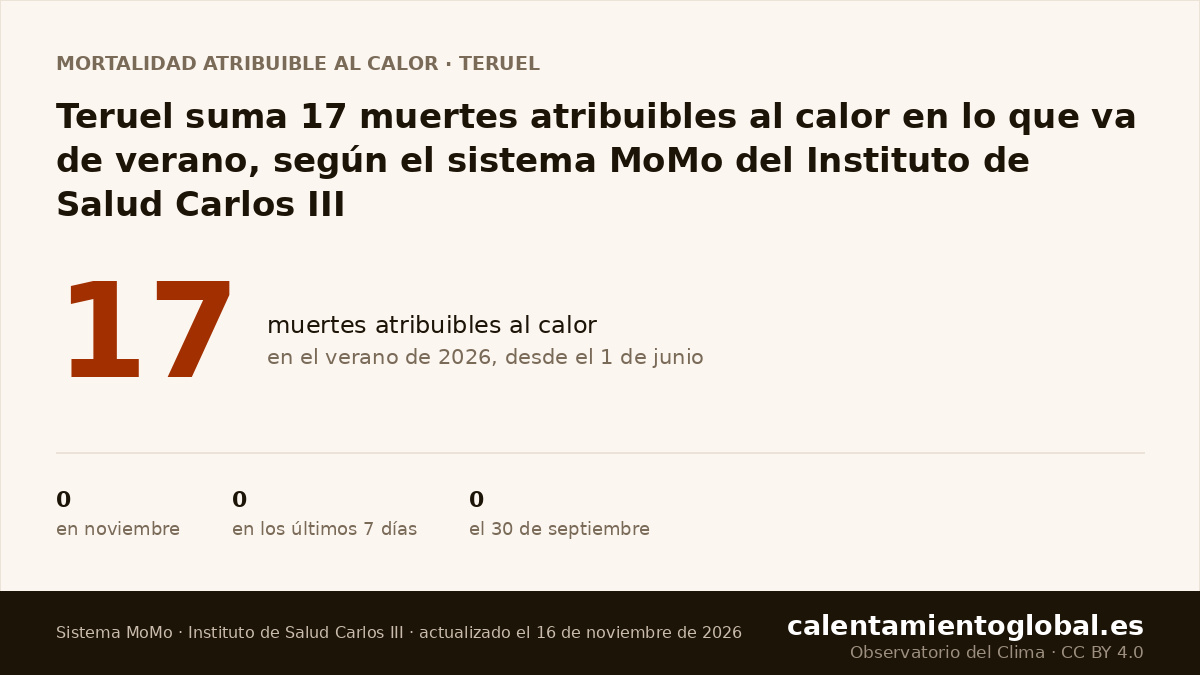 MORTALIDAD ATRIBUIBLE AL CALOR · TERUEL
Teruel suma 17 muertes atribuibles al calor en lo que va
de verano, según el sistema MoMo del Instituto de
Salud Carlos III
17
muertes atribuibles al calor
en el verano de 2026, desde el 1 de junio
0
en noviembre
0
en los últimos 7 días
0
el 30 de septiembre
Sistema MoMo · Instituto de Salud Carlos III · actualizado el 16 de noviembre de 2026
calentamientoglobal.es
Observatorio del Clima · CC BY 4.0